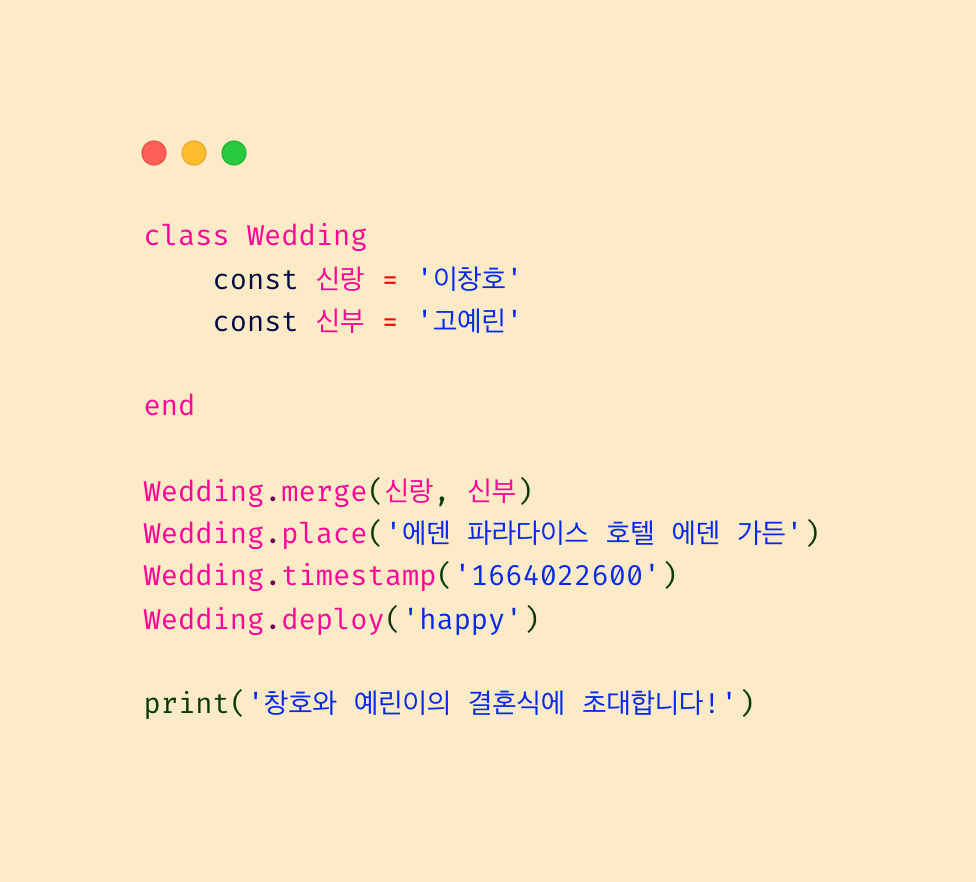 class Wedding
    const 신랑 = '이창호'
    const 신부 = '고예린'
end
Wedding.merge(신랑, 신부)
Wedding.place('에덴 파라다이스 호텔 에덴 가든')
Wedding.timestamp('1664022600')
Wedding.deploy('happy')
print('창호와 예린이의 결혼식에 초대합니다!')